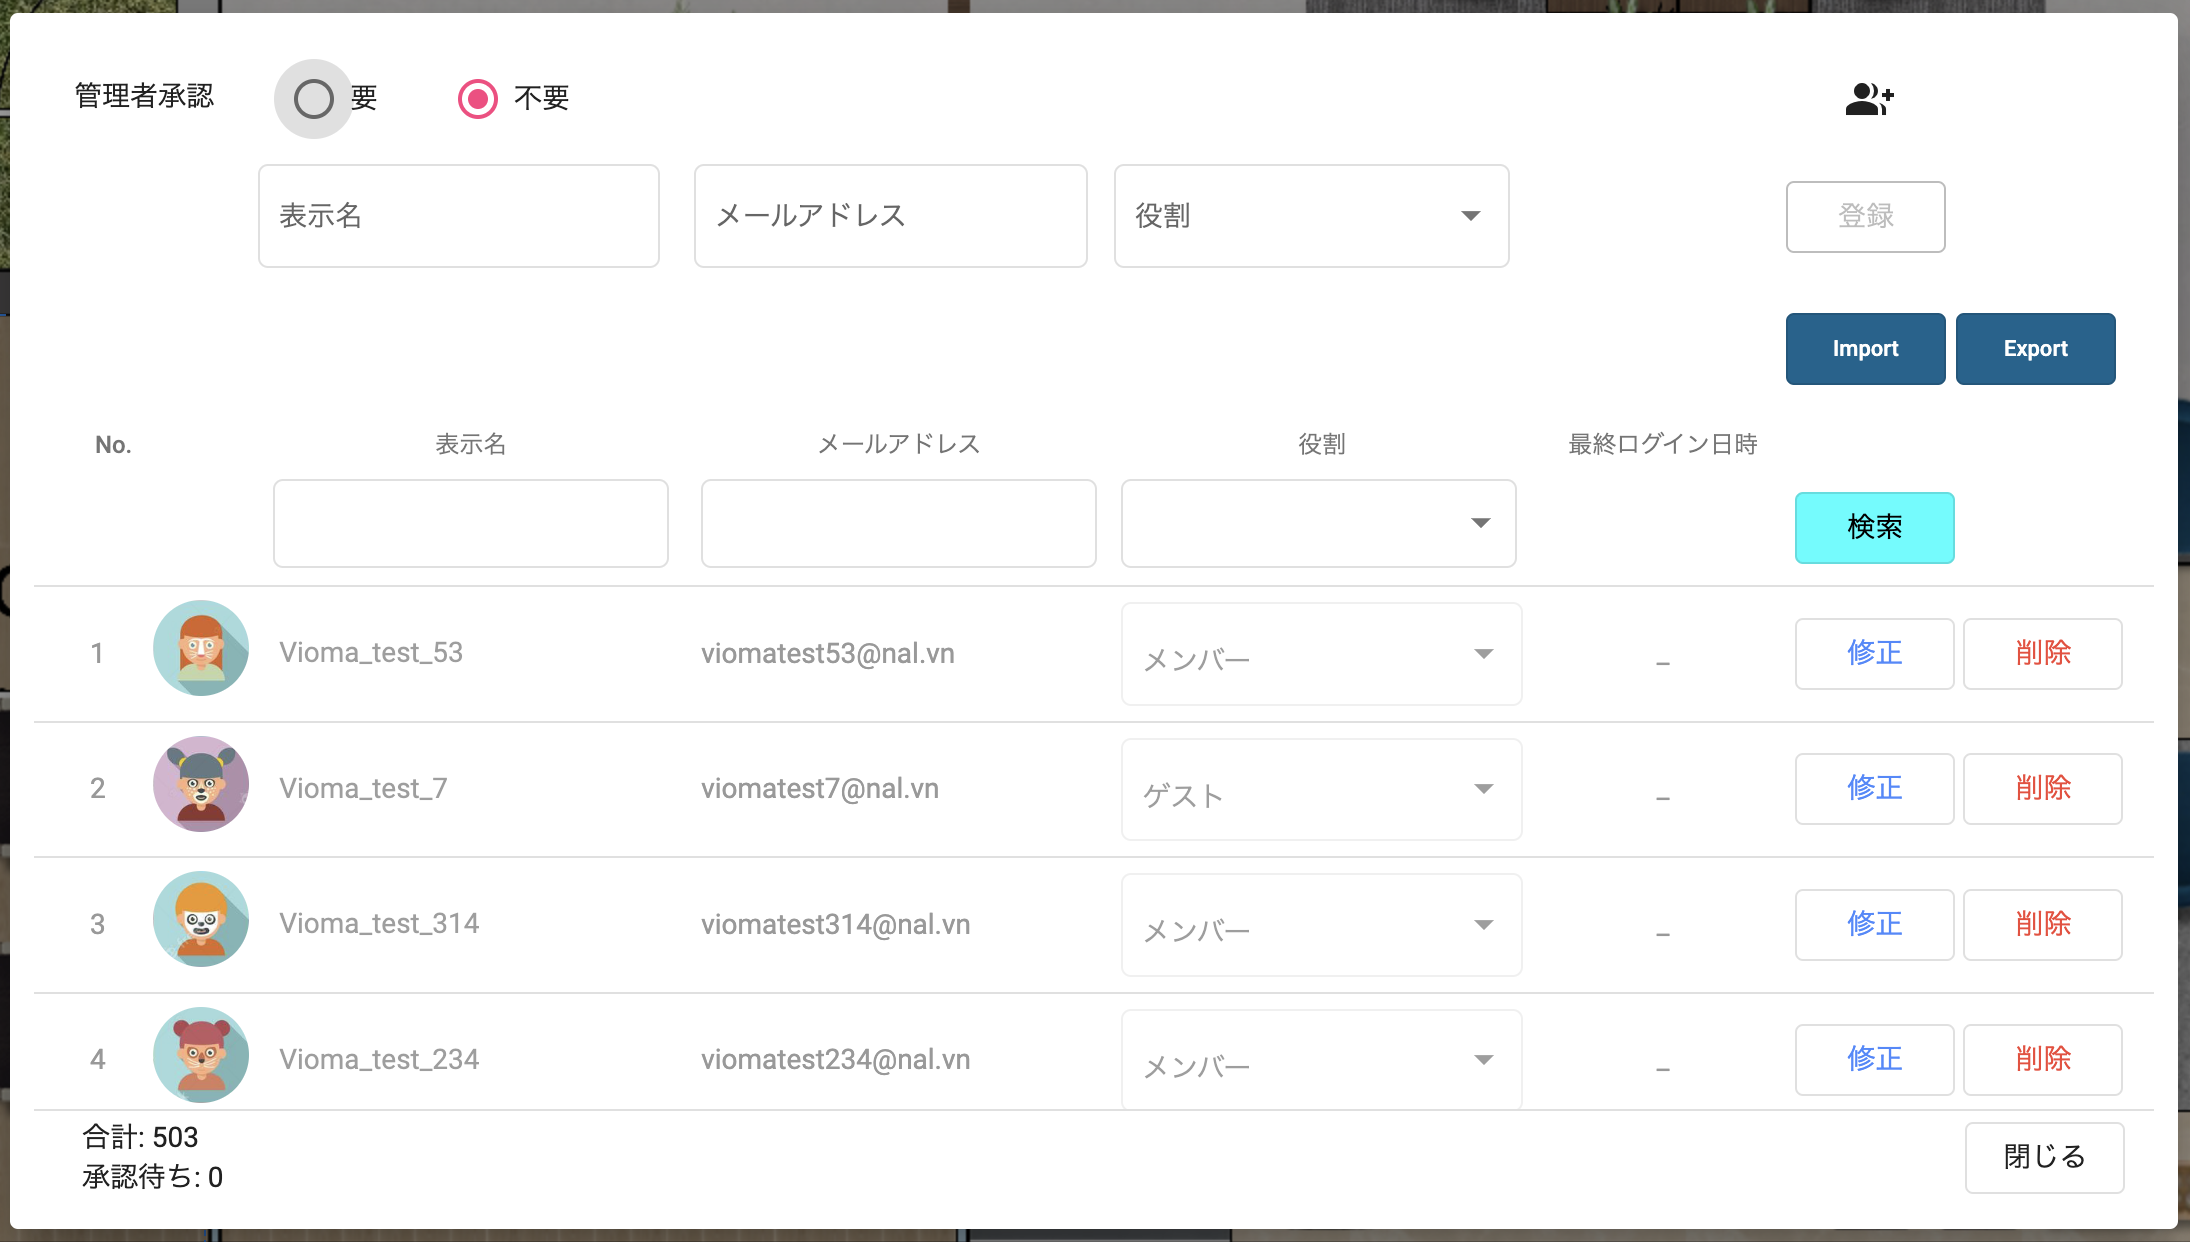 管理者承認 要 不要
表示名 メールアドレス 役割 登録
Import Export
No. 表示名 メールアドレス 役割 最終ログイン日時
検索
1 Vioma_test_53 viomatest53@nal.vn メンバー – 修正 削除
2 Vioma_test_7 viomatest7@nal.vn ゲスト – 修正 削除
3 Vioma_test_314 viomatest314@nal.vn メンバー – 修正 削除
4 Vioma_test_234 viomatest234@nal.vn メンバー – 修正 削除
合計: 503
承認待ち: 0
閉じる